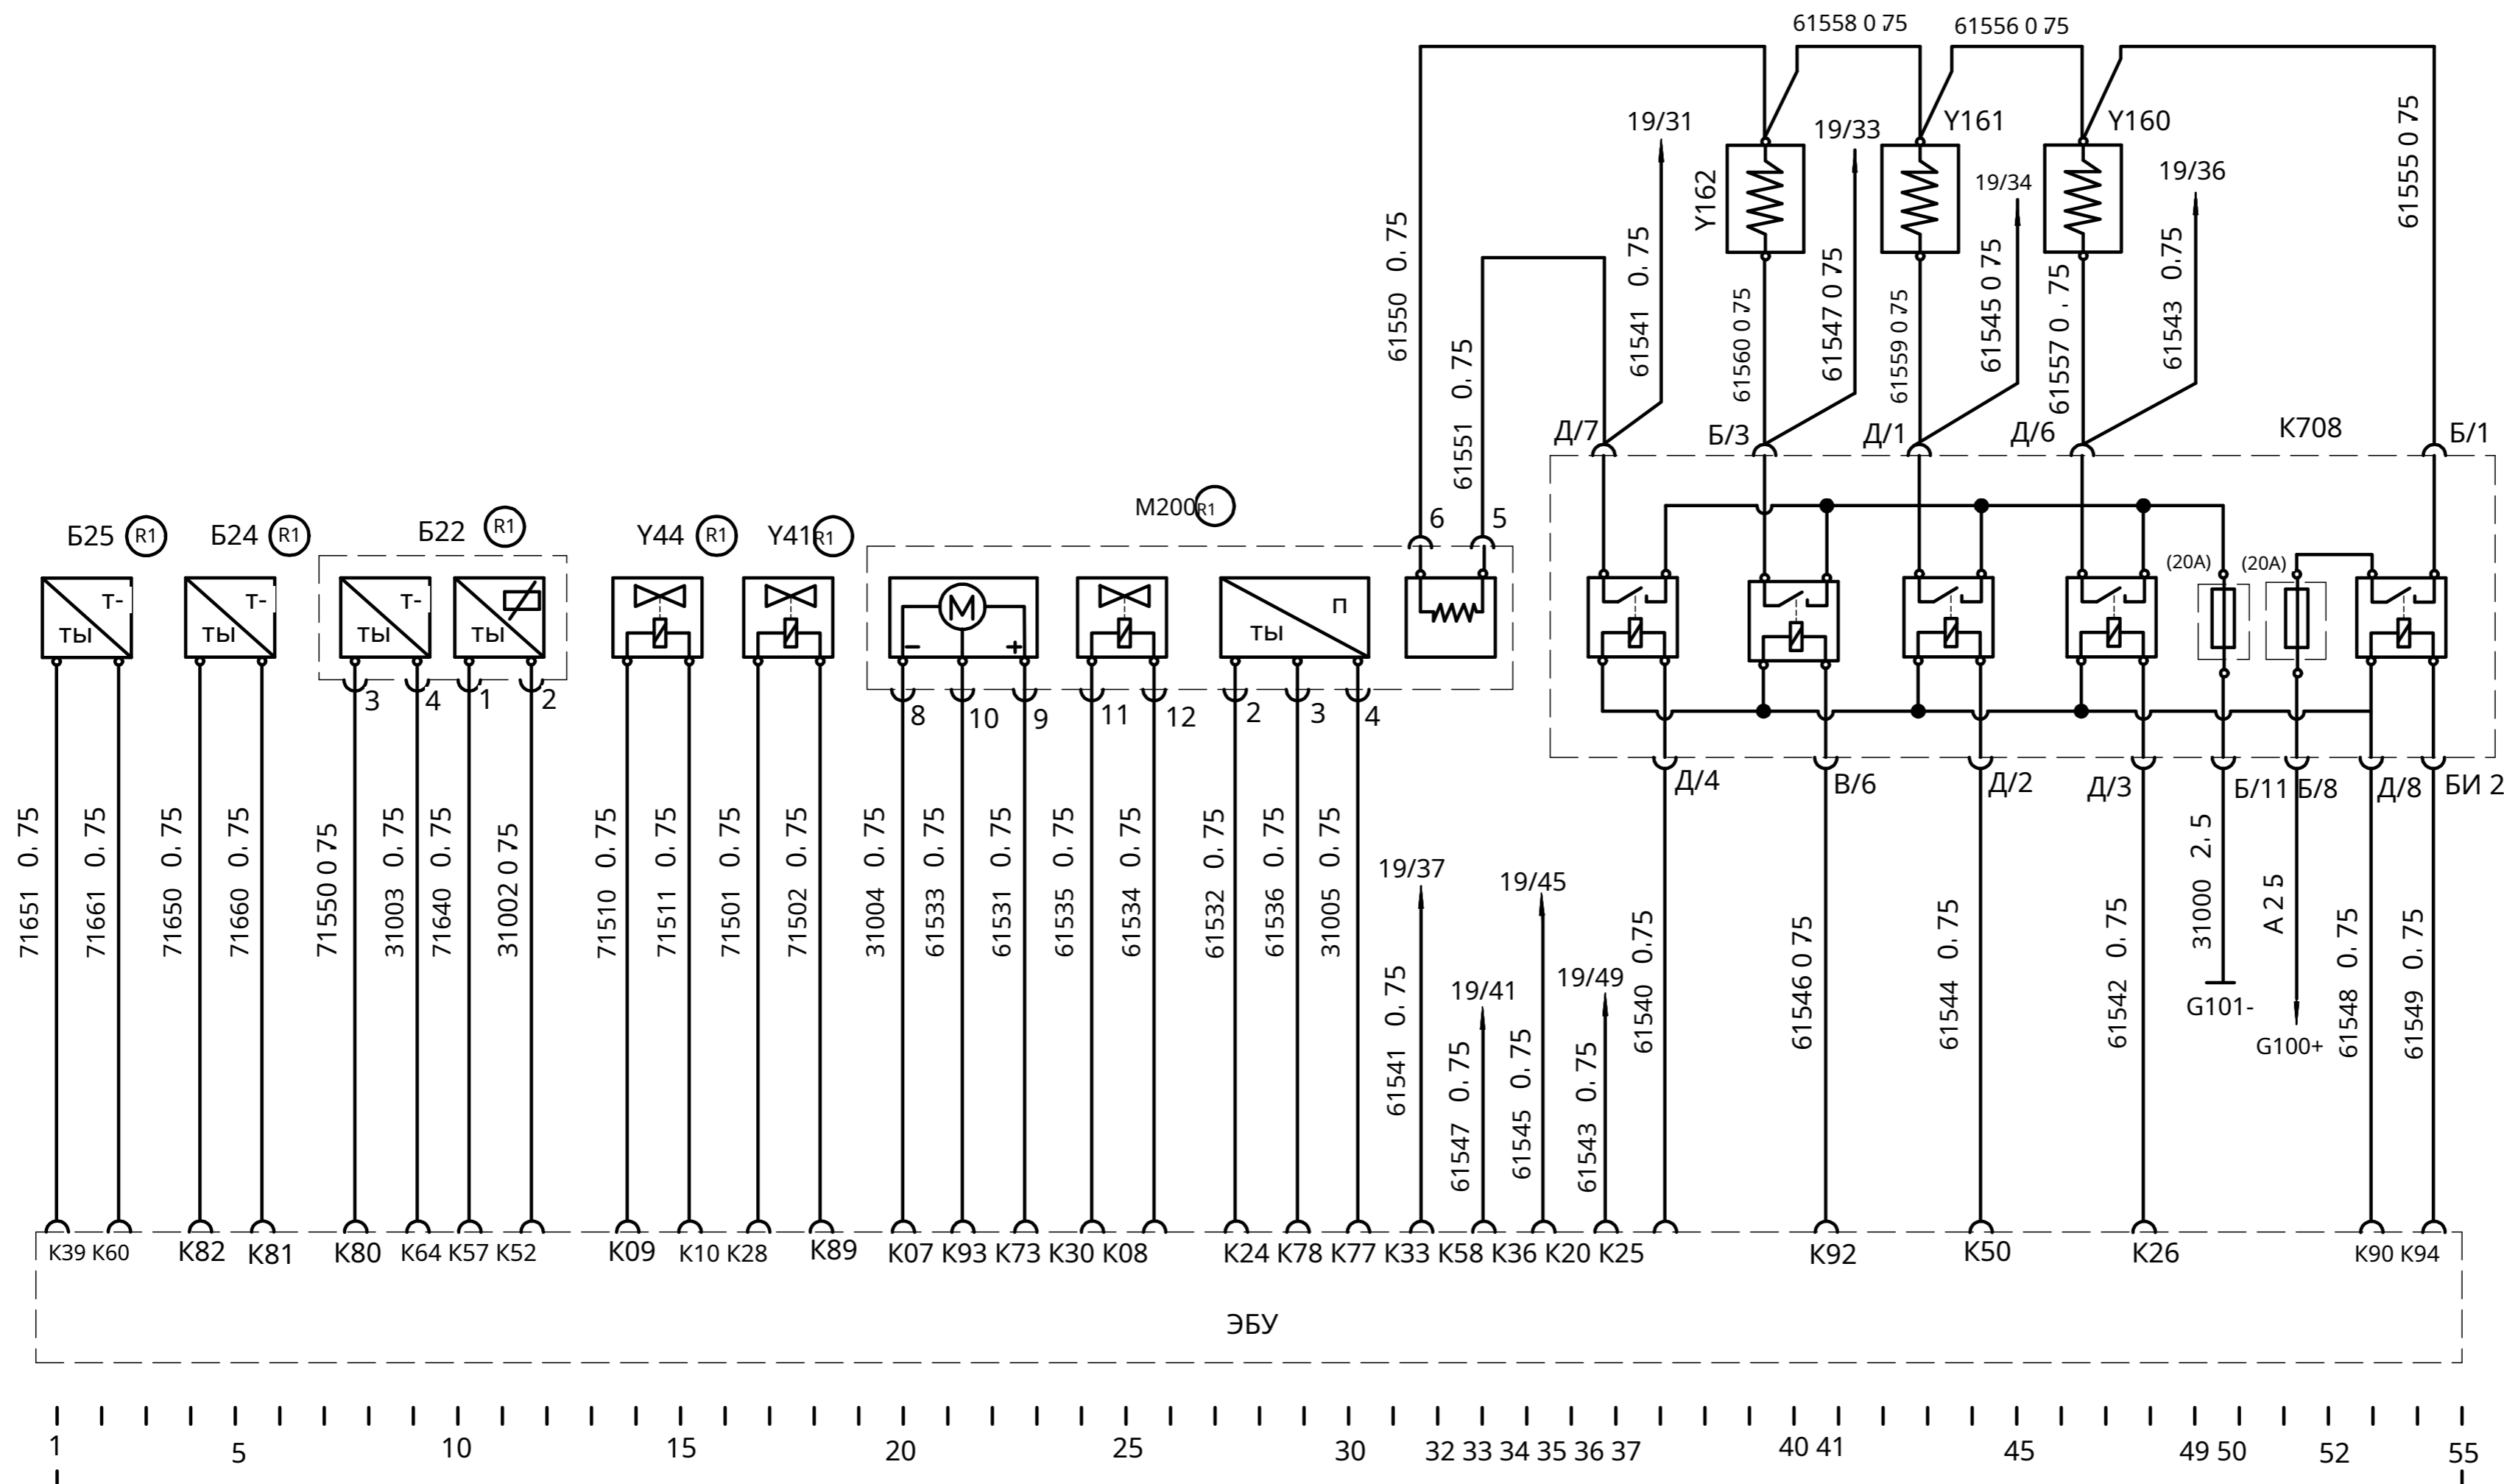 61558 0.75
61556 0.75
61555 0.75
19/31
19/33
Y161
Y160
19/34
19/36
Y162
61550 0.75
61551 0.75
61541 0.75
61560 0.75
61547 0.75
61559 0.75
61545 0.75
61557 0.75
61543 0.75
Д/7
Б/3
Д/1
Д/6
K708
Б/1
Б25 R1
Б24 R1
Б22 R1
Y44 R1
Y41 R1
M200 R1
6
5
(20A)
(20A)
т-
ты
т-
ты
т-
ты
ты
M
–
+
п
ты
3
4
1
2
8
10
9
11
12
2
3
4
Д/4
В/6
Д/2
Д/3
Б/11
Б/8
Д/8
БИ 2
71651 0.75
71661 0.75
71650 0.75
71660 0.75
71550 0.75
31003 0.75
71640 0.75
31002 0.75
71510 0.75
71511 0.75
71501 0.75
71502 0.75
31004 0.75
61533 0.75
61531 0.75
61535 0.75
61534 0.75
61532 0.75
61536 0.75
31005 0.75
19/37
19/45
19/41
19/49
61541 0.75
61547 0.75
61545 0.75
61543 0.75
61540 0.75
61546 0.75
61544 0.75
61542 0.75
31000 2.5
A 2 5
61548 0.75
61549 0.75
G101-
G100+
K39 K60
K82
K81
K80
K64 K57 K52
K09
K10 K28
K89
K07 K93 K73 K30 K08
K24 K78 K77 K33 K58 K36 K20 K25
K92
K50
K26
K90 K94
ЭБУ
1 5 10 15 20 25 30 32 33 34 35 36 37 40 41 45 49 50 52 55